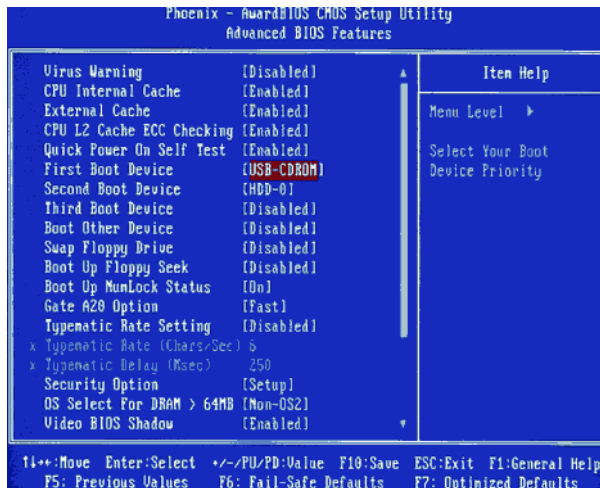 Phoenix - AwardBIOS CMOS Setup Utility
Advanced BIOS Features
Virus Warning [Disabled]
CPU Internal Cache [Enabled]
External Cache [Enabled]
CPU L2 Cache ECC Checking [Enabled]
Quick Power On Self Test [Enabled]
First Boot Device [USB-CDROM]
Second Boot Device [HDD-0]
Third Boot Device [Disabled]
Boot Other Device [Disabled]
Swap Floppy Drive [Disabled]
Boot Up Floppy Seek [Disabled]
Boot Up NumLock Status [On]
Gate A20 Option [Fast]
Typematic Rate Setting [Disabled]
x Typematic Rate (Chars/Sec) 6
x Typematic Delay (Msec) 250
Security Option [Setup]
OS Select For DRAM > 64MB [Non-OS2]
Video BIOS Shadow [Enabled]
Item Help
Menu Level ▶
Select Your Boot
Device Priority
↑↓→←:Move Enter:Select +/-/PU/PD:Value F10:Save ESC:Exit F1:General Help
F5: Previous Values F6: Fail-Safe Defaults F7: Optimized Defaults